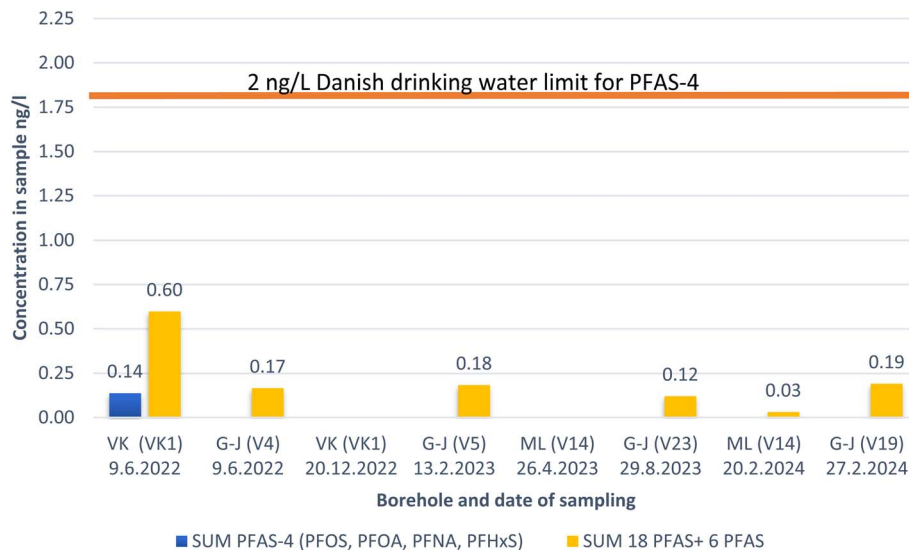 2.25
2.00
2 ng/L Danish drinking water limit for PFAS-4
1.75
1.50
1.25
1.00
0.75
0.60
0.50
0.25
0.14
0.17
0.18
0.12
0.03
0.19
0.00
Concentration in sample ng/l
VK (VK1) G-J (V4) VK (VK1) G-J (V5) ML (V14) G-J (V23) ML (V14) G-J (V19)
9.6.2022 9.6.2022 20.12.2022 13.2.2023 26.4.2023 29.8.2023 20.2.2024 27.2.2024
Borehole and date of sampling
SUM PFAS-4 (PFOS, PFOA, PFNA, PFHxS) SUM 18 PFAS+ 6 PFAS